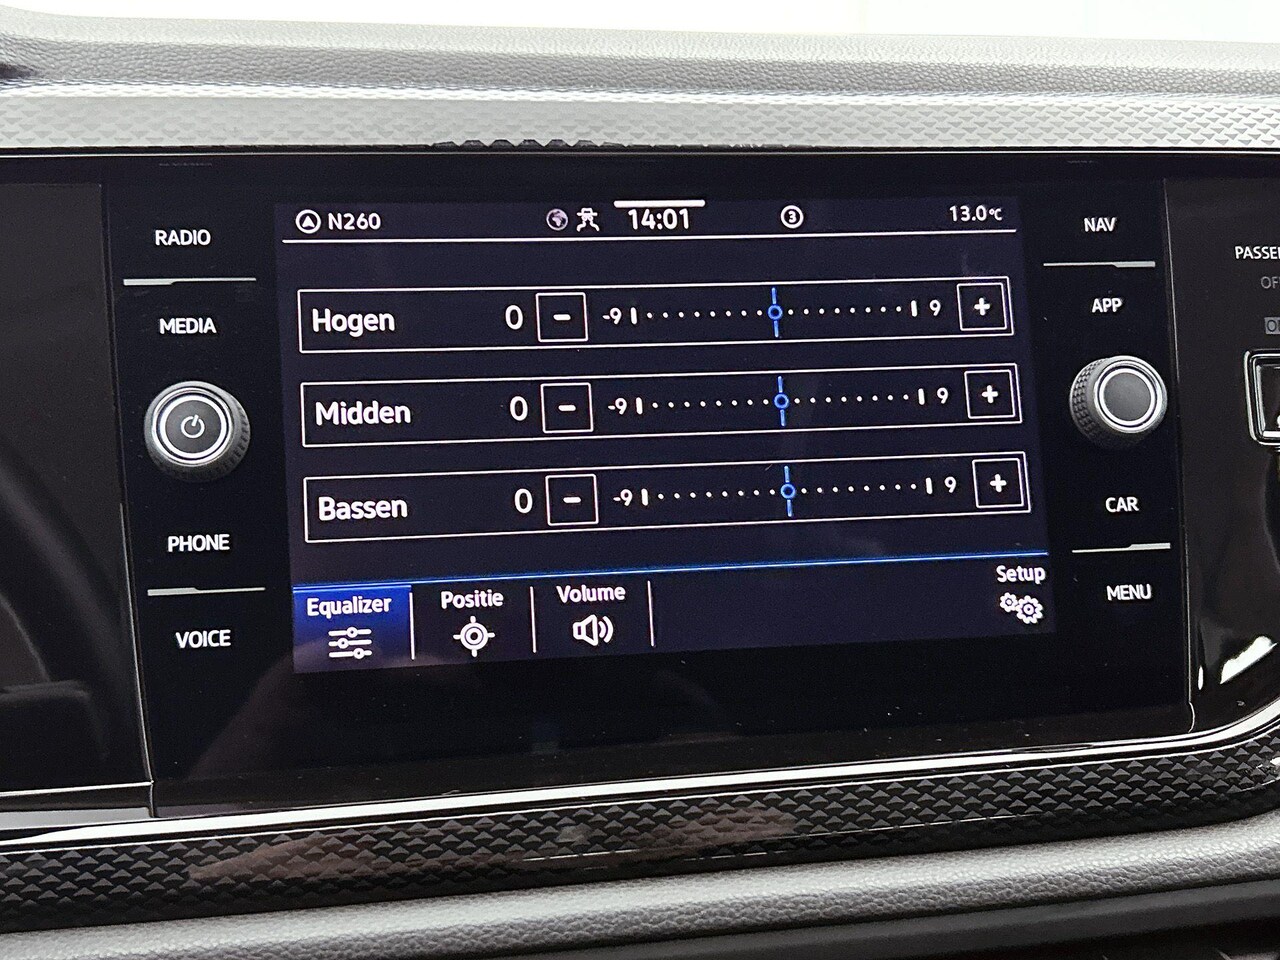 N260
14:01
3
13.0°C
RADIO
MEDIA
PHONE
VOICE
Hogen 0 - -9 9 +
Midden 0 - -9 9 +
Bassen 0 - -9 9 +
Equalizer
Positie
Volume
Setup
NAV
APP
CAR
MENU